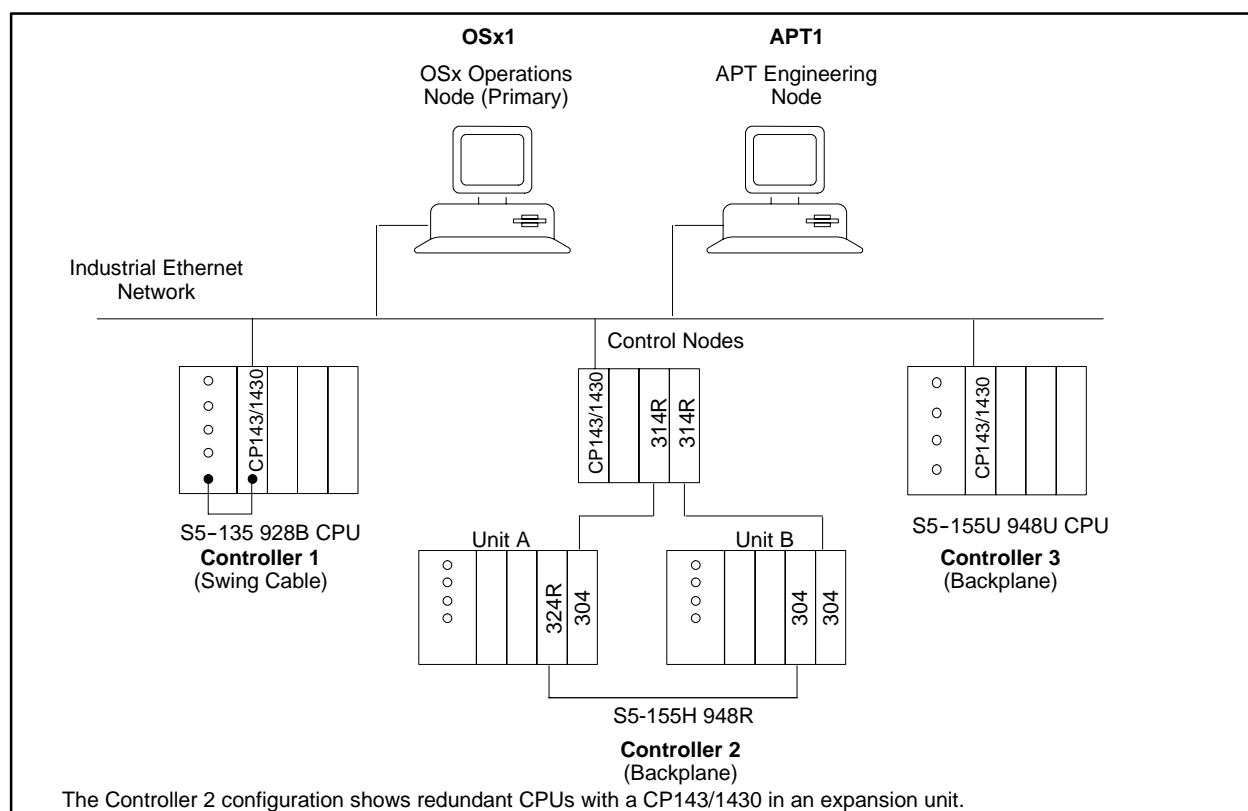 OSx1
OSx Operations
Node (Primary)
APT1
APT Engineering
Node
Industrial Ethernet
Network
Control Nodes
CP143/1430
CP143/1430
314R
314R
CP143/1430
S5-135 928B CPU
Controller 1
(Swing Cable)
Unit A
324R
304
Unit B
304
304
S5-155U 948U CPU
Controller 3
(Backplane)
S5-155H 948R
Controller 2
(Backplane)
The Controller 2 configuration shows redundant CPUs with a CP143/1430 in an expansion unit.